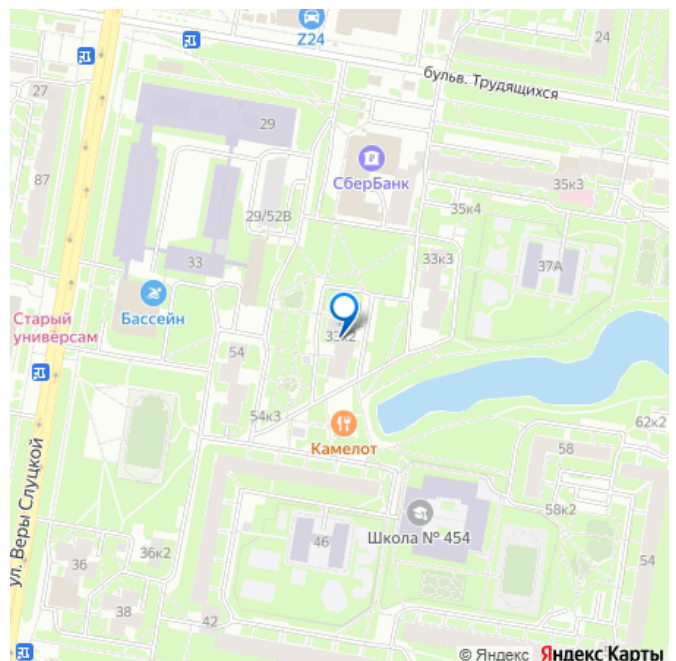 Z24
24
бульв. Трудящихся
27
29
СберБанк
87
35к3
29/52В
35к4
33
33к3
37А
Бассейн
Старый
универсам
33к2
54
54к3
62к2
Камелот
58
ул. Веры Слуцкой
58к2
Школа № 454
46
36к2
54
36
38
42
© Яндекс Яндекс Карты